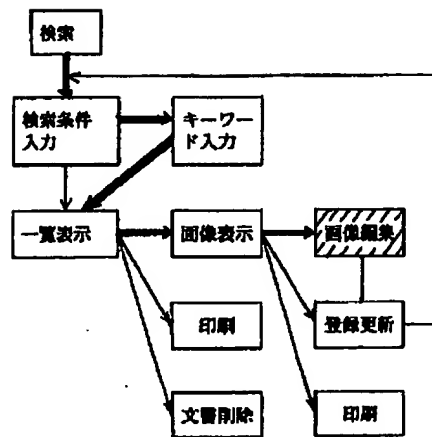 検索
検索条件
入力
キーワー
ド入力
一覧表示
画像表示
画像編集
印刷
登録更新
文書削除
印刷